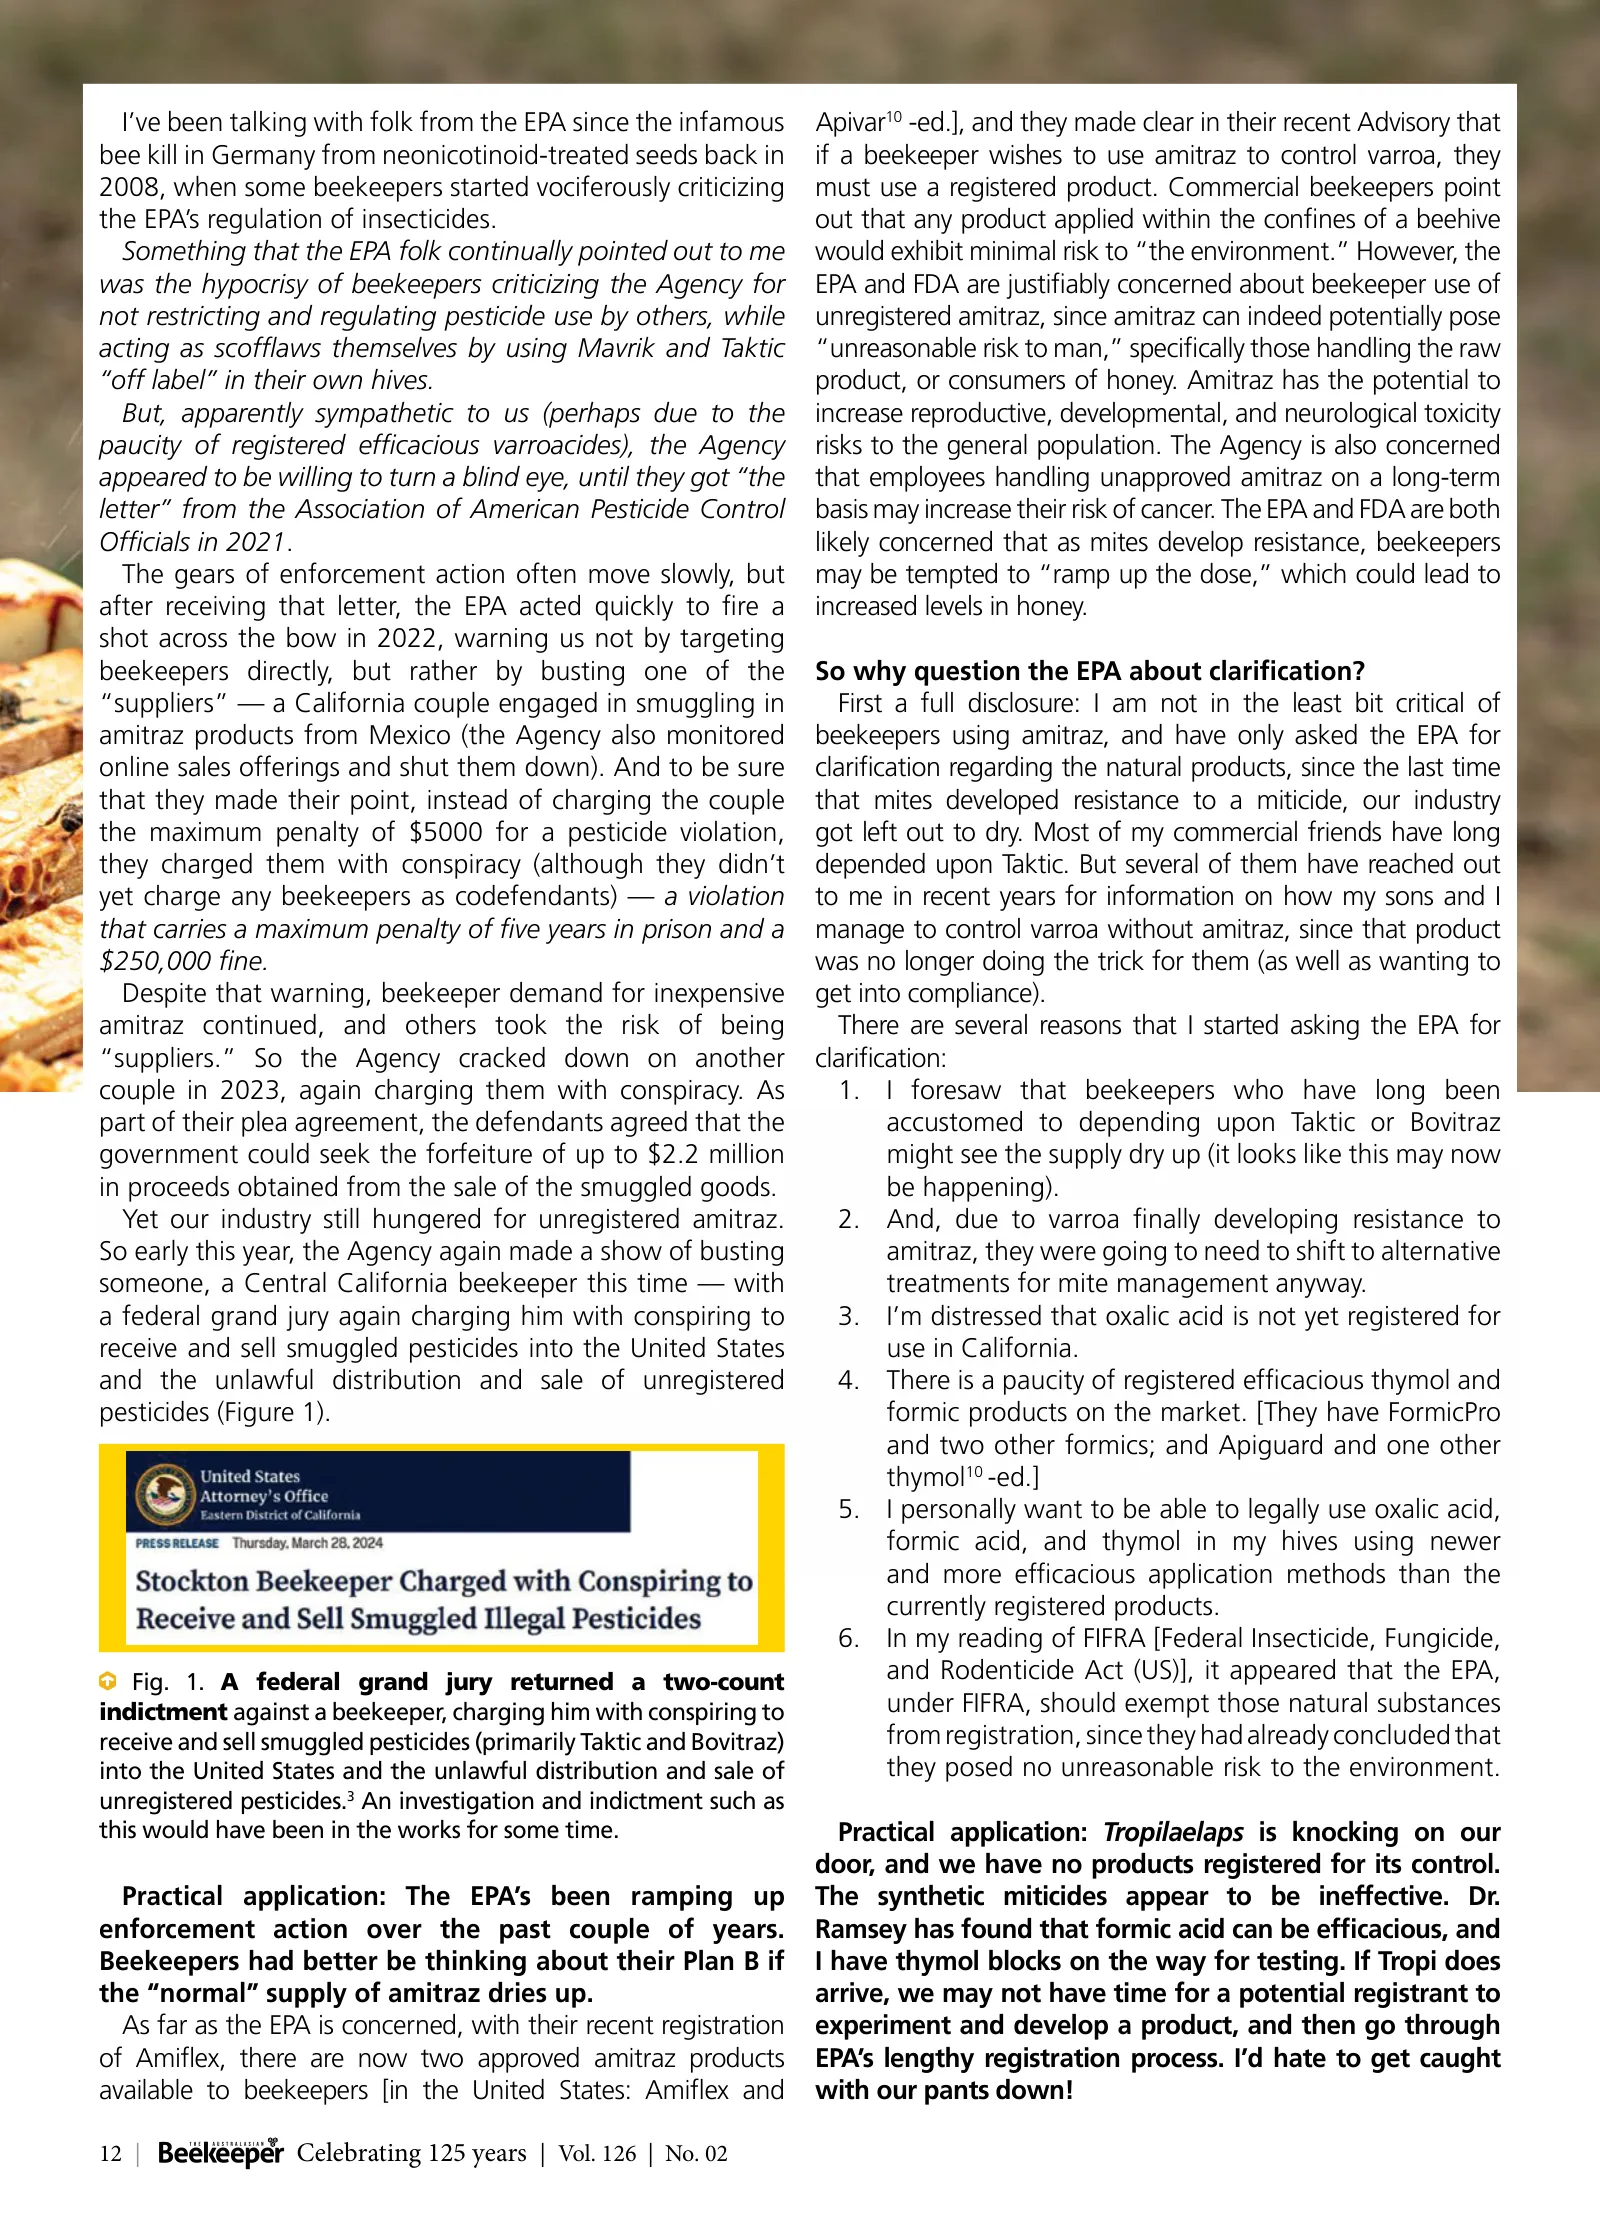 I’ve been talking with folk from the EPA since the infamous
bee kill in Germany from neonicotinoid-treated seeds back in
2008, when some beekeepers started vociferously criticizing
the EPA’s regulation of insecticides.
Something that the EPA folk continually pointed out to me
was the hypocrisy of beekeepers criticizing the Agency for
not restricting and regulating pesticide use by others, while
acting as scofflaws themselves by using Mavrik and Taktic
“off label” in their own hives.
But, apparently sympathetic to us (perhaps due to the
paucity of registered efficacious varroacides), the Agency
appeared to be willing to turn a blind eye, until they got “the
letter” from the Association of American Pesticide Control
Officials in 2021.
The gears of enforcement action often move slowly, but
after receiving that letter, the EPA acted quickly to fire a
shot across the bow in 2022, warning us not by targeting
beekeepers directly, but rather by busting one of the
“suppliers” — a California couple engaged in smuggling in
amitraz products from Mexico (the Agency also monitored
online sales offerings and shut them down). And to be sure
that they made their point, instead of charging the couple
the maximum penalty of $5000 for a pesticide violation,
they charged them with conspiracy (although they didn’t
yet charge any beekeepers as codefendants) — a violation
that carries a maximum penalty of five years in prison and a
$250,000 fine.
Despite that warning, beekeeper demand for inexpensive
amitraz continued, and others took the risk of being
“suppliers.” So the Agency cracked down on another
couple in 2023, again charging them with conspiracy. As
part of their plea agreement, the defendants agreed that the
government could seek the forfeiture of up to $2.2 million
in proceeds obtained from the sale of the smuggled goods.
Yet our industry still hungered for unregistered amitraz.
So early this year, the Agency again made a show of busting
someone, a Central California beekeeper this time — with
a federal grand jury again charging him with conspiring to
receive and sell smuggled pesticides into the United States
and the unlawful distribution and sale of unregistered
pesticides (Figure 1).
United States
Attorney’s Office
Eastern District of California
PRESS RELEASE Thursday, March 28, 2024
Stockton Beekeeper Charged with Conspiring to
Receive and Sell Smuggled Illegal Pesticides
Fig. 1. A federal grand jury returned a two-count
indictment against a beekeeper, charging him with conspiring to
receive and sell smuggled pesticides (primarily Taktic and Bovitraz)
into the United States and the unlawful distribution and sale of
unregistered pesticides.³ An investigation and indictment such as
this would have been in the works for some time.
Practical application: The EPA’s been ramping up
enforcement action over the past couple of years.
Beekeepers had better be thinking about their Plan B if
the “normal” supply of amitraz dries up.
As far as the EPA is concerned, with their recent registration
of Amiflex, there are now two approved amitraz products
available to beekeepers [in the United States: Amiflex and
Apivar¹⁰ -ed.], and they made clear in their recent Advisory that
if a beekeeper wishes to use amitraz to control varroa, they
must use a registered product. Commercial beekeepers point
out that any product applied within the confines of a beehive
would exhibit minimal risk to “the environment.” However, the
EPA and FDA are justifiably concerned about beekeeper use of
unregistered amitraz, since amitraz can indeed potentially pose
“unreasonable risk to man,” specifically those handling the raw
product, or consumers of honey. Amitraz has the potential to
increase reproductive, developmental, and neurological toxicity
risks to the general population. The Agency is also concerned
that employees handling unapproved amitraz on a long-term
basis may increase their risk of cancer. The EPA and FDA are both
likely concerned that as mites develop resistance, beekeepers
may be tempted to “ramp up the dose,” which could lead to
increased levels in honey.
So why question the EPA about clarification?
First a full disclosure: I am not in the least bit critical of
beekeepers using amitraz, and have only asked the EPA for
clarification regarding the natural products, since the last time
that mites developed resistance to a miticide, our industry
got left out to dry. Most of my commercial friends have long
depended upon Taktic. But several of them have reached out
to me in recent years for information on how my sons and I
manage to control varroa without amitraz, since that product
was no longer doing the trick for them (as well as wanting to
get into compliance).
There are several reasons that I started asking the EPA for
clarification:
1. I foresaw that beekeepers who have long been
accustomed to depending upon Taktic or Bovitraz
might see the supply dry up (it looks like this may now
be happening).
2. And, due to varroa finally developing resistance to
amitraz, they were going to need to shift to alternative
treatments for mite management anyway.
3. I’m distressed that oxalic acid is not yet registered for
use in California.
4. There is a paucity of registered efficacious thymol and
formic products on the market. [They have FormicPro
and two other formics; and Apiguard and one other
thymol¹⁰ -ed.]
5. I personally want to be able to legally use oxalic acid,
formic acid, and thymol in my hives using newer
and more efficacious application methods than the
currently registered products.
6. In my reading of FIFRA [Federal Insecticide, Fungicide,
and Rodenticide Act (US)], it appeared that the EPA,
under FIFRA, should exempt those natural substances
from registration, since they had already concluded that
they posed no unreasonable risk to the environment.
Practical application: Tropilaelaps is knocking on our
door, and we have no products registered for its control.
The synthetic miticides appear to be ineffective. Dr.
Ramsey has found that formic acid can be efficacious, and
I have thymol blocks on the way for testing. If Tropi does
arrive, we may not have time for a potential registrant to
experiment and develop a product, and then go through
EPA’s lengthy registration process. I’d hate to get caught
with our pants down!
12 | THE AUSTRALASIAN Beekeeper Celebrating 125 years | Vol. 126 | No. 02